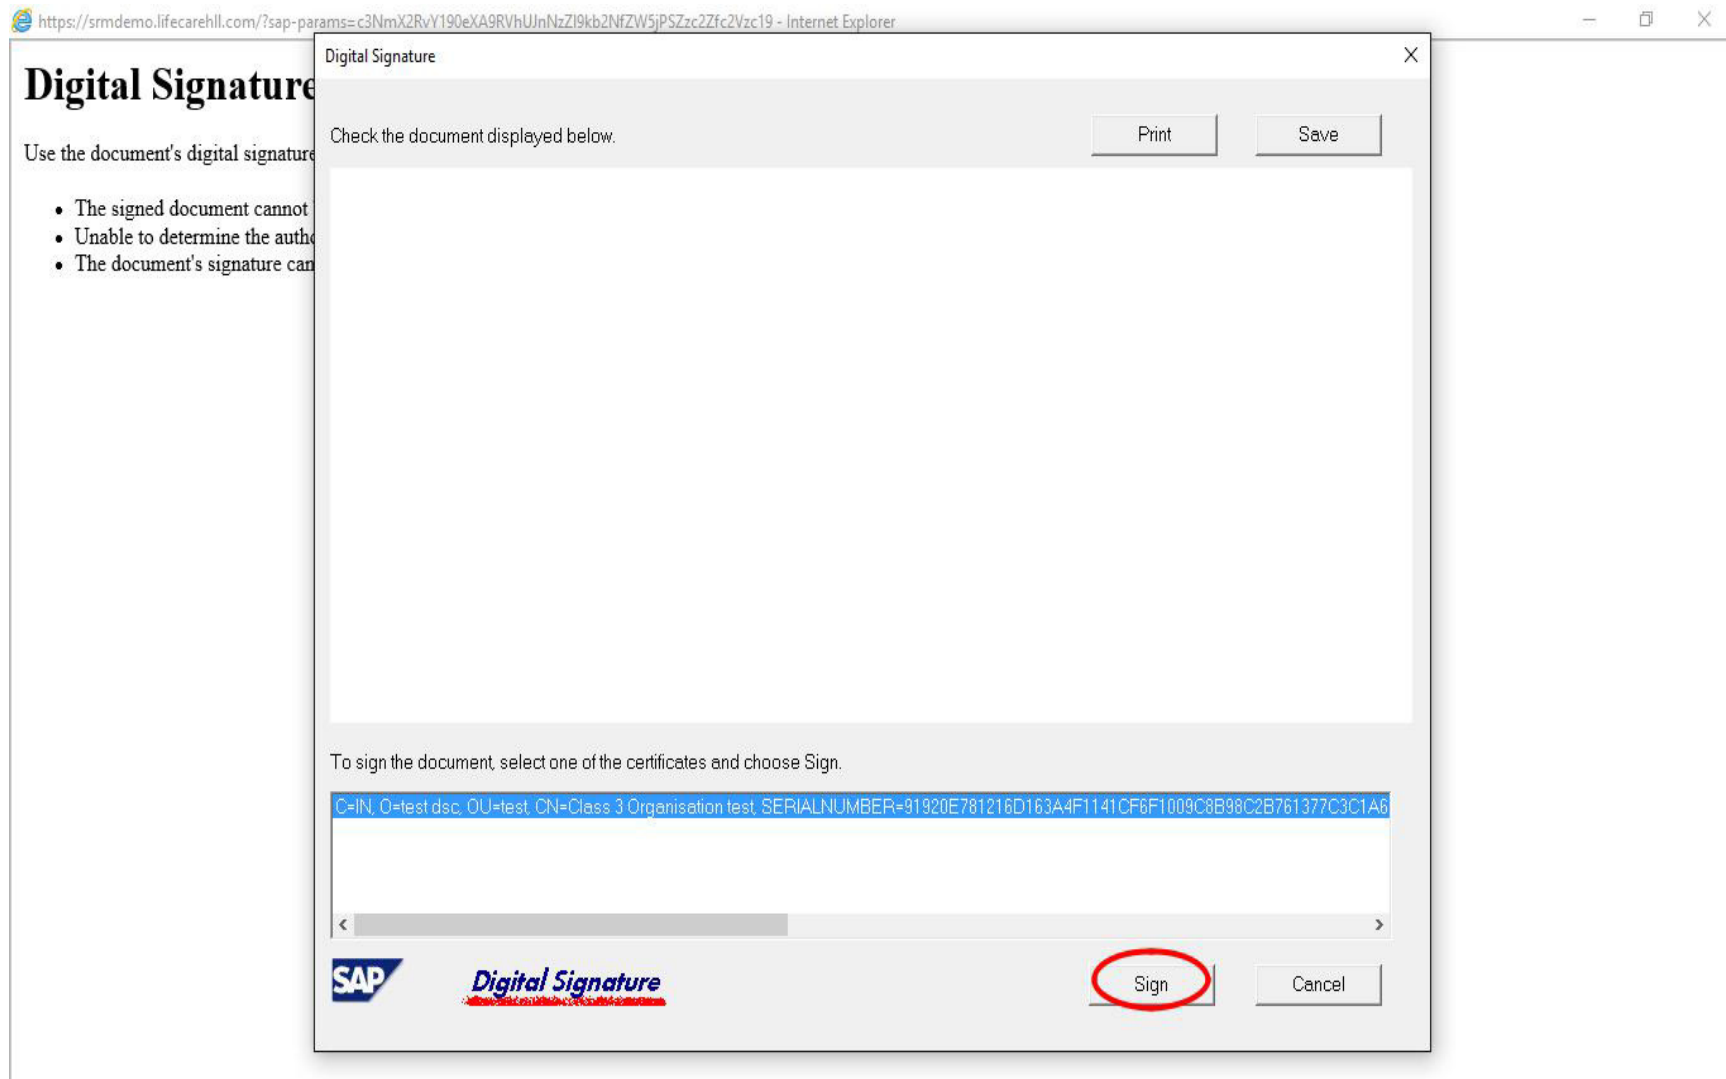 https://srmdemo.lifecarehll.com/?sap-params=c3NmX2RvY190eXA9RVhUJnNzZl9kb2NfZW5jPSZzc2Zfc2Vzc19 - Internet Explorer
Digital Signature
Digital Signature
Check the document displayed below.
Print
Save
Use the document's digital signature
• The signed document cannot
• Unable to determine the autho
• The document's signature can
To sign the document, select one of the certificates and choose Sign.
C=IN, O=test dsc, OU=test, CN=Class 3 Organisation test, SERIALNUMBER=91920E781216D163A4F1141CF6F1009C8B98C2B761377C3C1A6
SAP
Digital Signature
Sign
Cancel